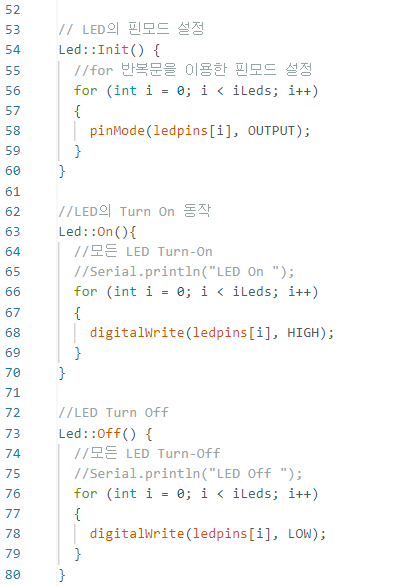 52
53 // LED의 핀모드 설정
54 Led::Init() {
55 //for 반복문을 이용한 핀모드 설정
56 for (int i = 0; i < iLeds; i++)
57 {
58 pinMode(ledpins[i], OUTPUT);
59 }
60 }
61
62 //LED의 Turn On 동작
63 Led::On(){
64 //모든 LED Turn-On
65 //Serial.println("LED On ");
66 for (int i = 0; i < iLeds; i++)
67 {
68 digitalWrite(ledpins[i], HIGH);
69 }
70 }
71
72 //LED Turn Off
73 Led::Off() {
74 //모든 LED Turn-Off
75 //Serial.println("LED Off ");
76 for (int i = 0; i < iLeds; i++)
77 {
78 digitalWrite(ledpins[i], LOW);
79 }
80 }